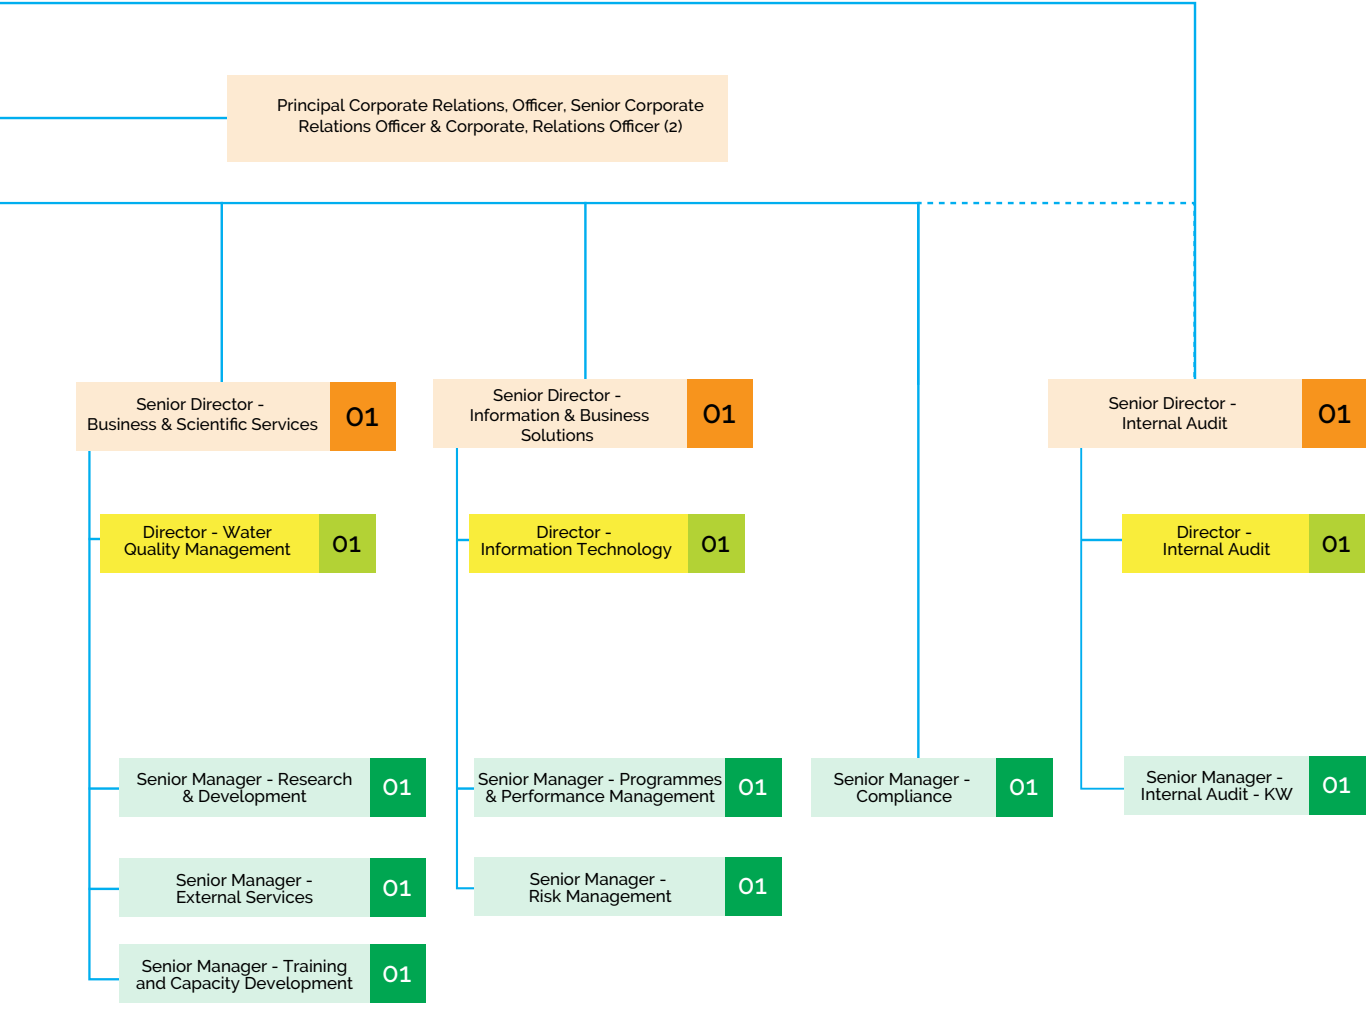 Principal Corporate Relations, Officer, Senior Corporate
Relations Officer & Corporate, Relations Officer (2)
Senior Director -
Business & Scientific Services
01
Senior Director -
Information & Business
Solutions
01
Senior Director -
Internal Audit
01
Director - Water
Quality Management
01
Director -
Information Technology
01
Director -
Internal Audit
01
Senior Manager - Research
& Development
01
Senior Manager - Programmes
& Performance Management
01
Senior Manager -
Compliance
01
Senior Manager -
Internal Audit - KW
01
Senior Manager -
External Services
01
Senior Manager -
Risk Management
01
Senior Manager - Training
and Capacity Development
01